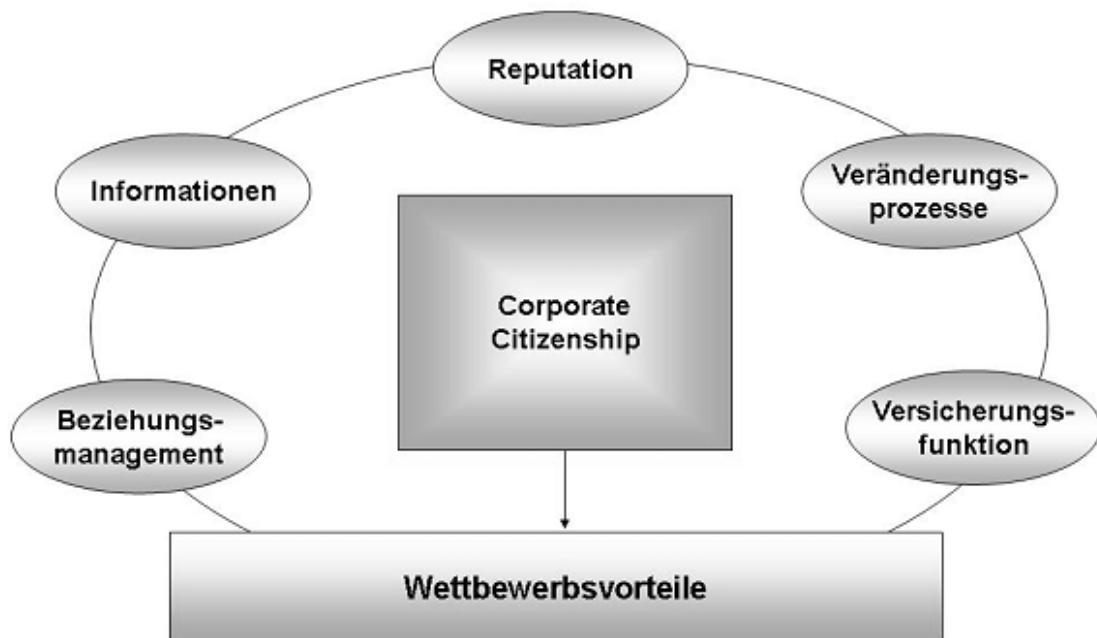 Reputation
Informationen
Veränderungs-
prozesse
Corporate
Citizenship
Beziehungs-
management
Versicherungs-
funktion
Wettbewerbsvorteile